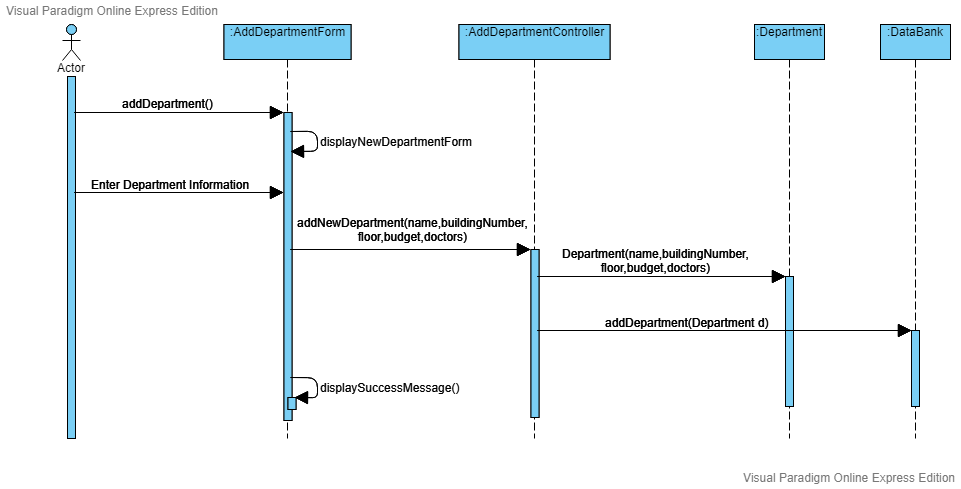 Visual Paradigm Online Express Edition
:AddDepartmentForm
:AddDepartmentController
:Department
:DataBank
Actor
addDepartment()
displayNewDepartmentForm
Enter Department Information
addNewDepartment(name,buildingNumber,
floor,budget,doctors)
Department(name,buildingNumber,
floor,budget,doctors)
addDepartment(Department d)
displaySuccessMessage()
Visual Paradigm Online Express Edition